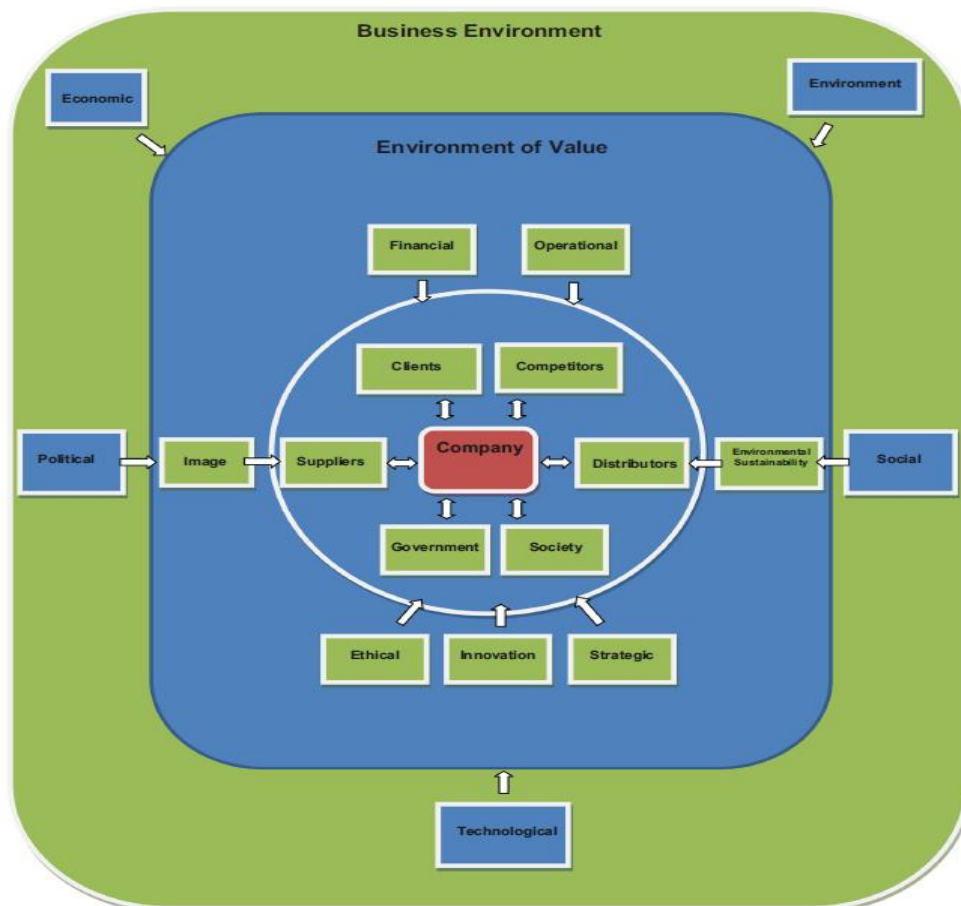 Business Environment
Economic
Environment
Environment of Value
Financial
Operational
Clients
Competitors
Political
Image
Suppliers
Company
Distributors
Environmental
Sustainability
Social
Government
Society
Ethical
Innovation
Strategic
Technological